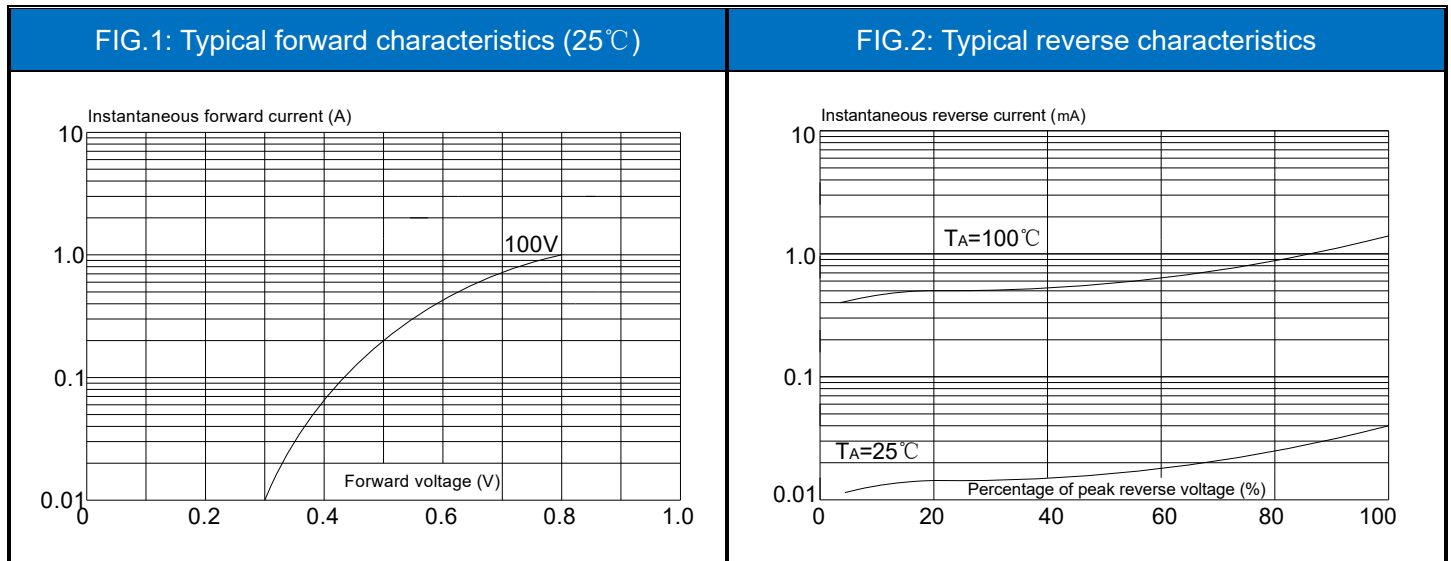 FIG.1: Typical forward characteristics (25℃)
Instantaneous forward current (A)
10
1.0
0.1
0.01
100V
Forward voltage (V)
0 0.2 0.4 0.6 0.8 1.0
FIG.2: Typical reverse characteristics
Instantaneous reverse current (mA)
10
1.0
0.1
0.01
TA=100℃
TA=25℃
Percentage of peak reverse voltage (%)
0 20 40 60 80 100